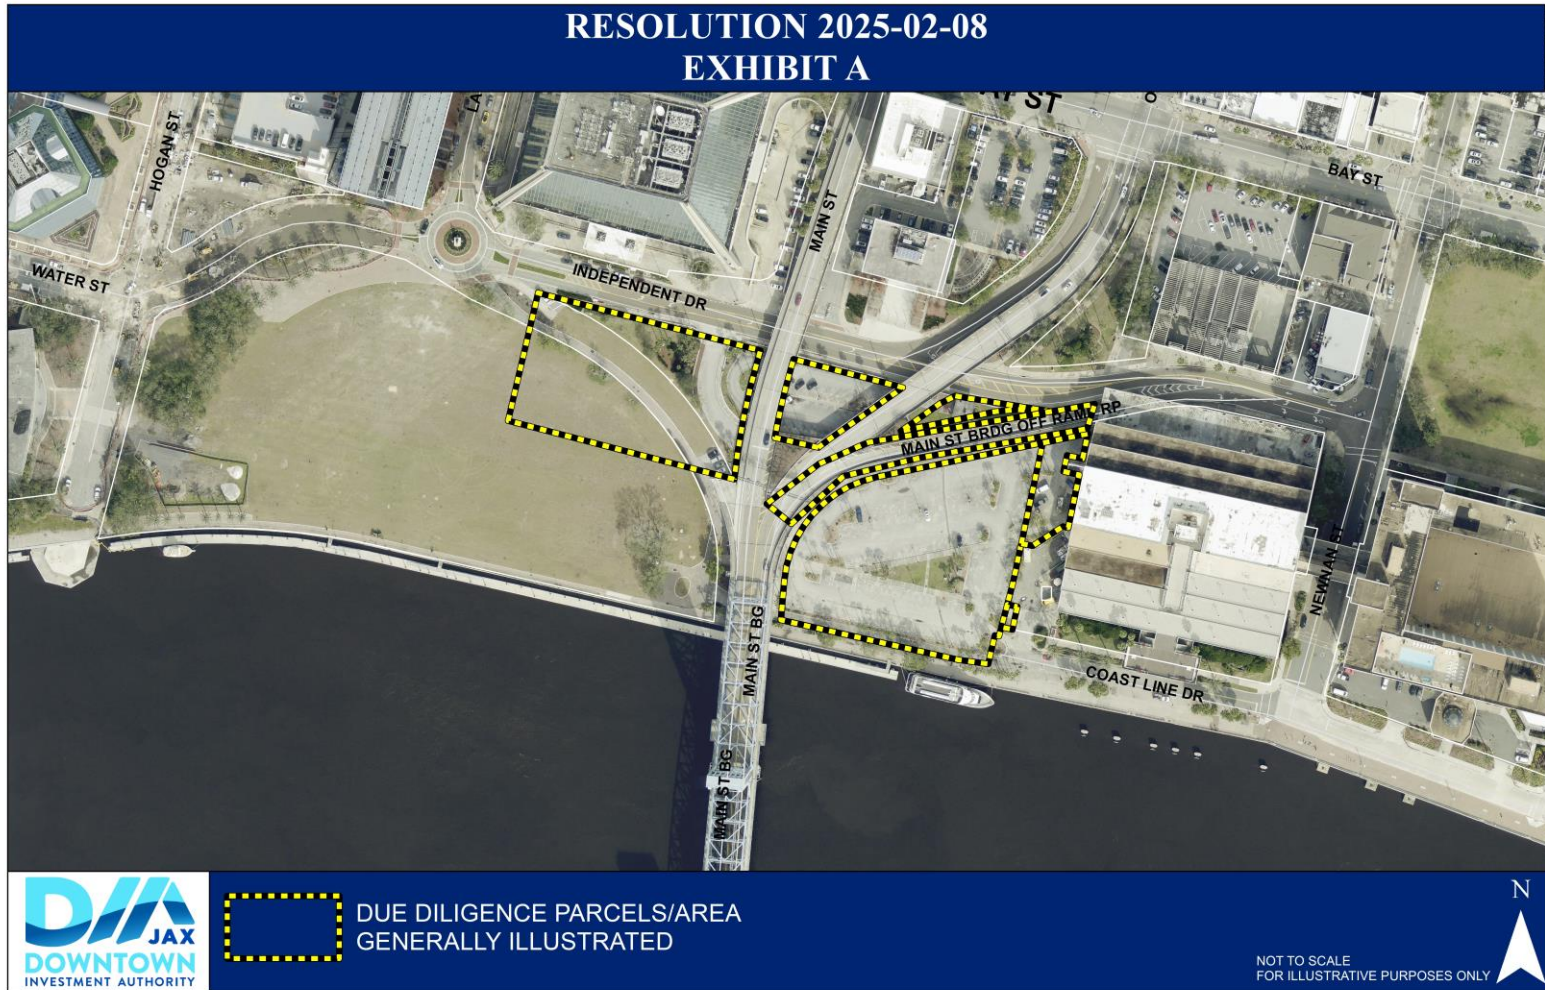 RESOLUTION 2025-02-08
EXHIBIT A
LA
ST
HOGAN ST
BAY ST
MAIN ST
WATER ST
INDEPENDENT DR
MAIN ST BRDG OFF RAMP RP
NEWNAN ST
MAIN ST BG
COAST LINE DR
MAIN ST BG
DIA
JAX
DOWNTOWN
INVESTMENT AUTHORITY
DUE DILIGENCE PARCELS/AREA
GENERALLY ILLUSTRATED
N
NOT TO SCALE
FOR ILLUSTRATIVE PURPOSES ONLY